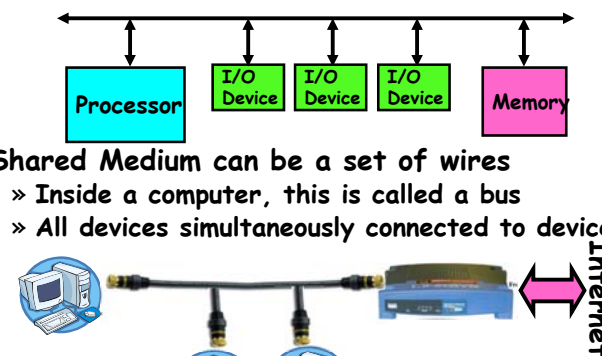 I/O I/O I/O
Device Device Device
Processor
Memory
Shared Medium can be a set of wires
» Inside a computer, this is called a bus
» All devices simultaneously connected to device
Internet